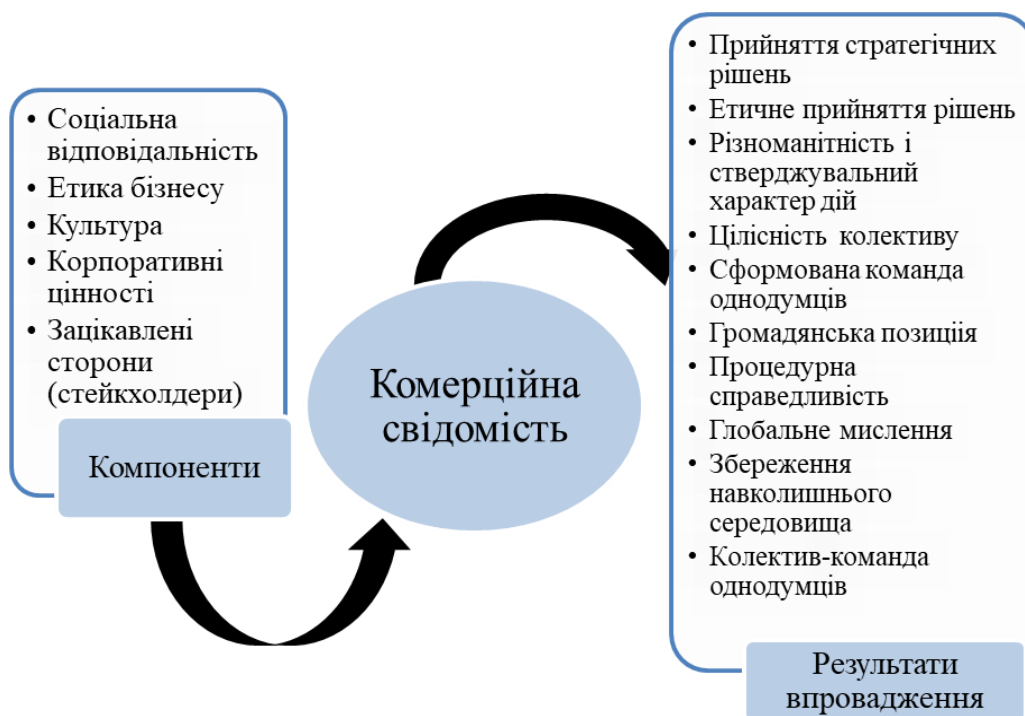 • Соціальна
відповідальність
• Етика бізнесу
• Культура
• Корпоративні
цінності
• Зацікавлені
сторони
(стейкхолдери)
Компоненти
Комерційна
свідомість
• Прийняття стратегічних
рішень
• Етичне прийняття рішень
• Різноманітність і
стверджувальний
характер дій
• Цілісність колективу
• Сформована команда
однодумців
• Громадянська позиціія
• Процедурна
справедливість
• Глобальне мислення
• Збереження
навколишнього
середовища
• Колектив-команда
однодумців
Результати
впровадження